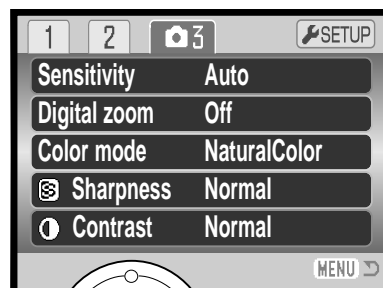 1 2 3 SETUP
Sensitivity Auto
Digital zoom Off
Color mode NaturalColor
S Sharpness Normal
Contrast Normal
MENU